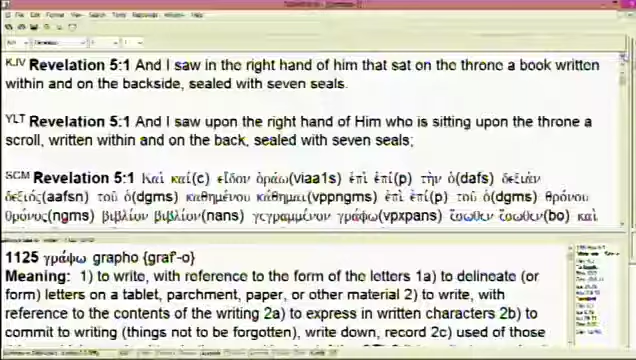 File Edit Format Search Tools Reports Window Help
KJV Revelation 5:1 And I saw in the right hand of him that sat on the throne a book written
within and on the backside, sealed with seven seals.
YLT Revelation 5:1 And I saw upon the right hand of Him who is sitting upon the throne a
scroll, written within and on the back, sealed with seven seals;
SCM Revelation 5:1 Καὶ καί(c) εἶδον ὁράω(viaa1s) ἐπὶ ἐπί(p) τὴν ὁ(dafs) δεξιὰν
δεξιός(aafsn) τοῦ ὁ(dgms) καθημένου κάθημαι(vppngms) ἐπὶ ἐπί(p) τοῦ ὁ(dgms) θρόνου
θρόνος(ngms) βιβλίον βιβλίον(nans) γεγραμμένον γράφω(vpxpans) ἔσωθεν ἔσωθεν(bo) καὶ
1125 γράφω grapho {graf'-o}
Meaning: 1) to write, with reference to the form of the letters 1a) to delineate (or
form) letters on a tablet, parchment, paper, or other material 2) to write, with
reference to the contents of the writing 2a) to express in written characters 2b) to
commit to writing (things not to be forgotten), write down, record 2c) used of those